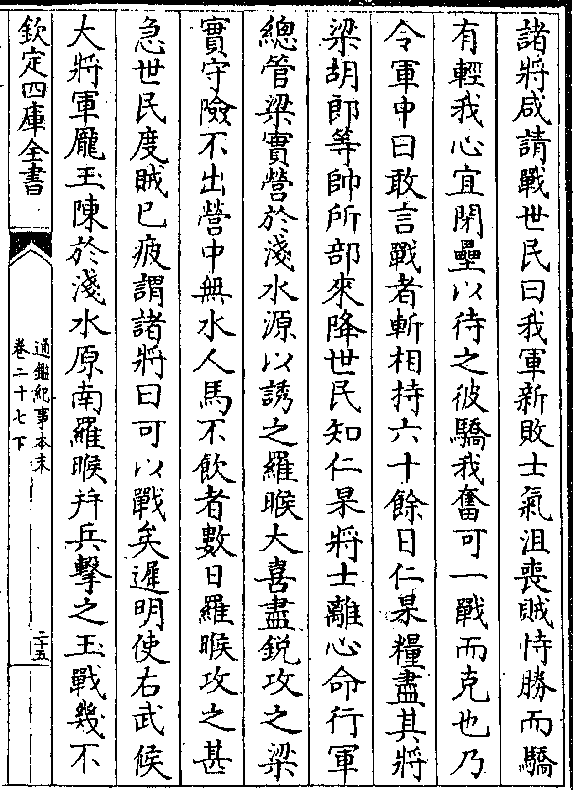 諸將咸請戰世民曰我軍新敗士氣沮喪賊恃勝而驕
有輕我心宜閉壘以待之彼驕我奮可一戰而克也乃
令軍中曰敢言戰者斬相持六十餘日仁杲糧盡其將
梁胡郎等帥所部來降世民知仁杲將士離心命行軍
總管梁實營於淺水源以誘之羅睺大喜盡銳攻之梁
實守險不出營中無水人馬不飲者數日羅睺攻之甚
急世民度賊已疲謂諸將曰可以戰矣遲明使右武候
大將軍龐玉陳於淺水原南羅睺幷兵擊之玉戰幾不
欽定四庫全書
通鑑紀事本末
卷二十七下
二十五